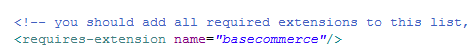 <!-- you should add all required extensions to this list,
<requires-extension name="basecommerce"/>